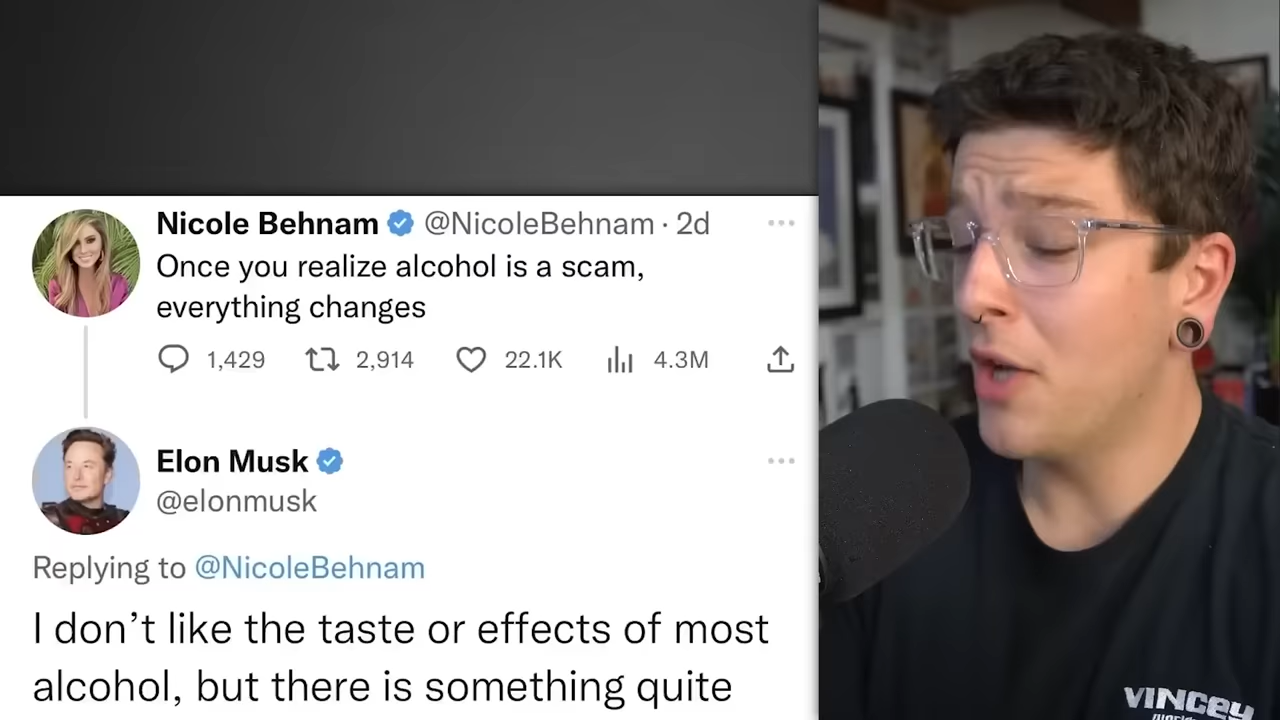 Nicole Behnam @NicoleBehnam · 2d
Once you realize alcohol is a scam,
everything changes
1,429 2,914 22.1K 4.3M
Elon Musk
@elonmusk
Replying to @NicoleBehnam
I don’t like the taste or effects of most
alcohol, but there is something quite
VINCEY